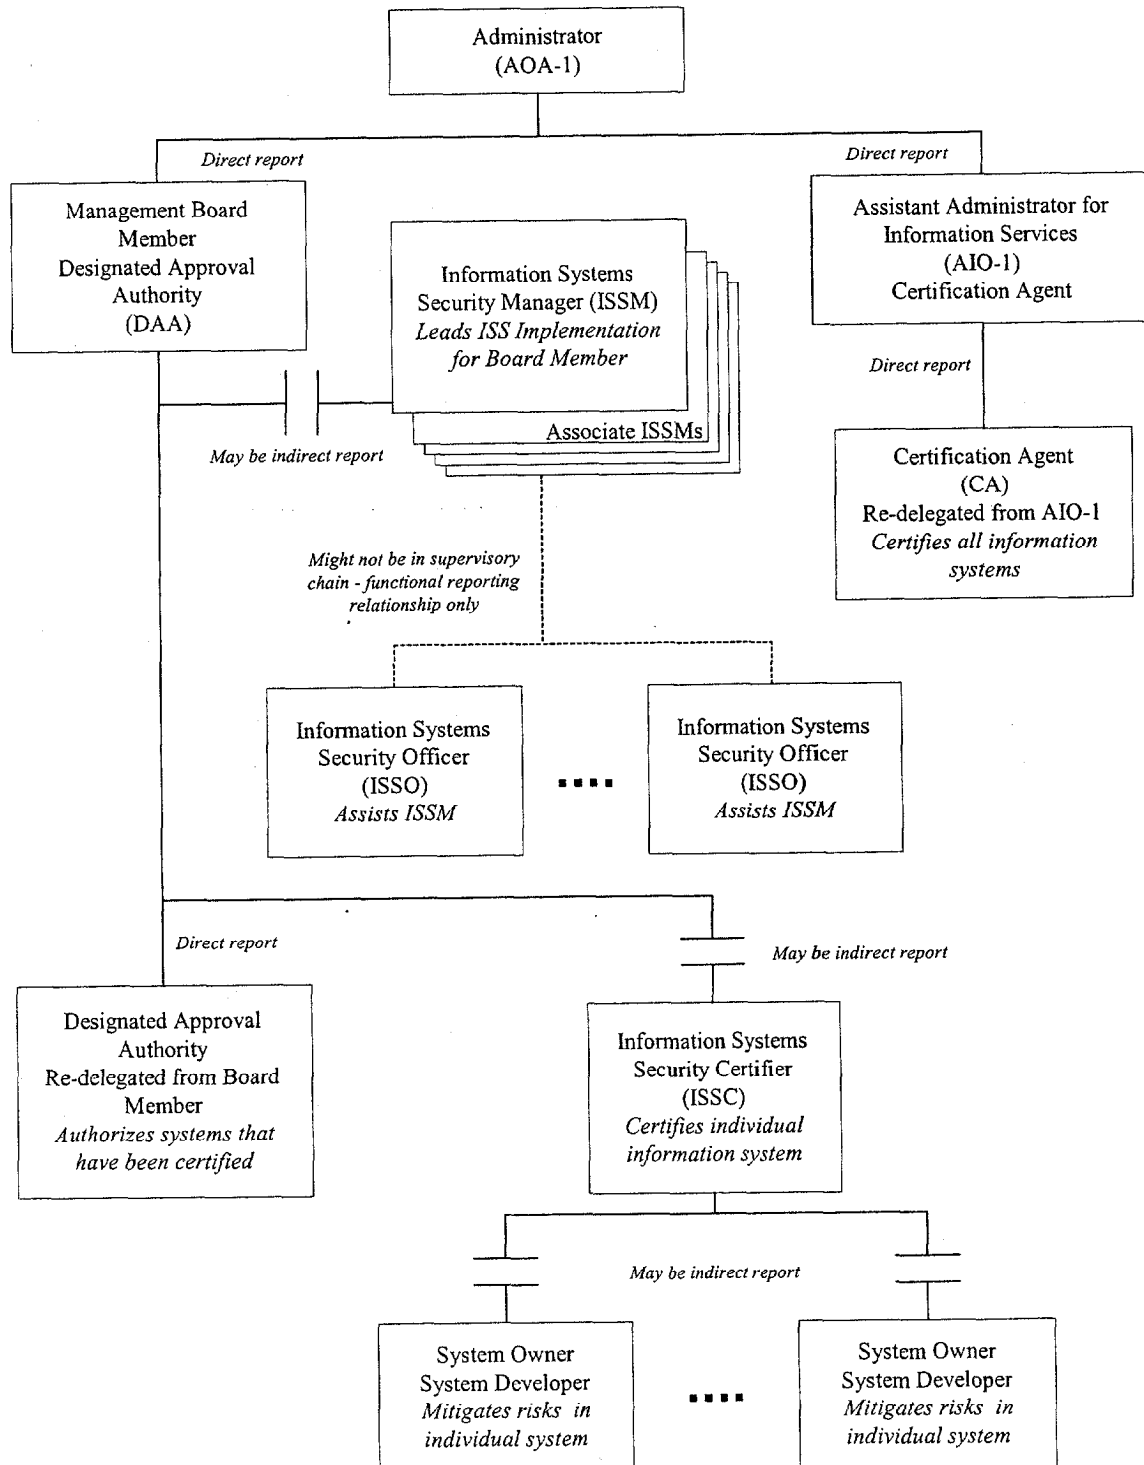 Administrator
(AOA-1)
Direct report
Direct report
Management Board
Member
Designated Approval
Authority
(DAA)
Information Systems
Security Manager (ISSM)
Leads ISS Implementation
for Board Member
Associate ISSMs
Assistant Administrator for
Information Services
(AIO-1)
Certification Agent
Direct report
May be indirect report
Certification Agent
(CA)
Re-delegated from AIO-1
Certifies all information
systems
Might not be in supervisory
chain - functional reporting
relationship only
Information Systems
Security Officer
(ISSO)
Assists ISSM
Information Systems
Security Officer
(ISSO)
Assists ISSM
Direct report
May be indirect report
Designated Approval
Authority
Re-delegated from Board
Member
Authorizes systems that
have been certified
Information Systems
Security Certifier
(ISSC)
Certifies individual
information system
May be indirect report
System Owner
System Developer
Mitigates risks in
individual system
System Owner
System Developer
Mitigates risks in
individual system